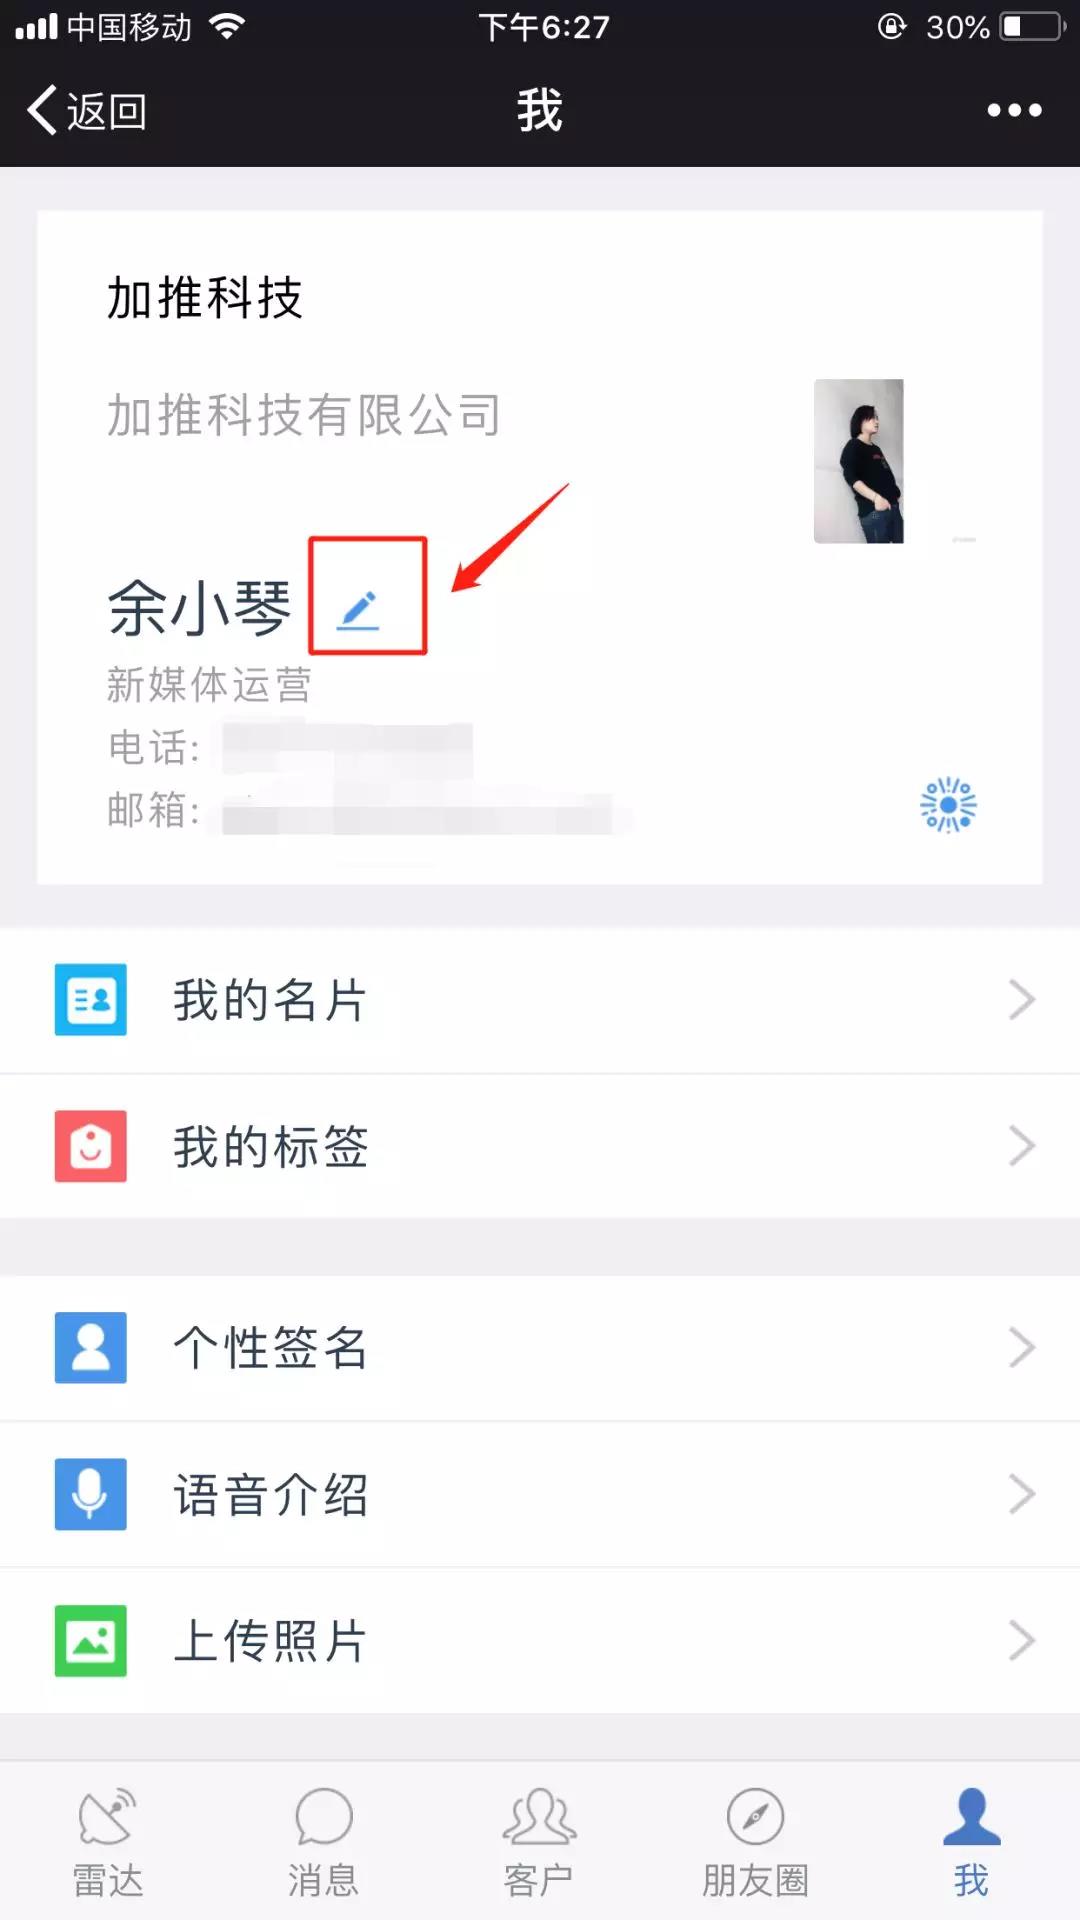 中国移动 下午6:27 30%
返回 我
加推科技
加推科技有限公司
余小琴
新媒体运营
电话:
邮箱:
我的名片
我的标签
个性签名
语音介绍
上传照片
雷达 消息 客户 朋友圈 我